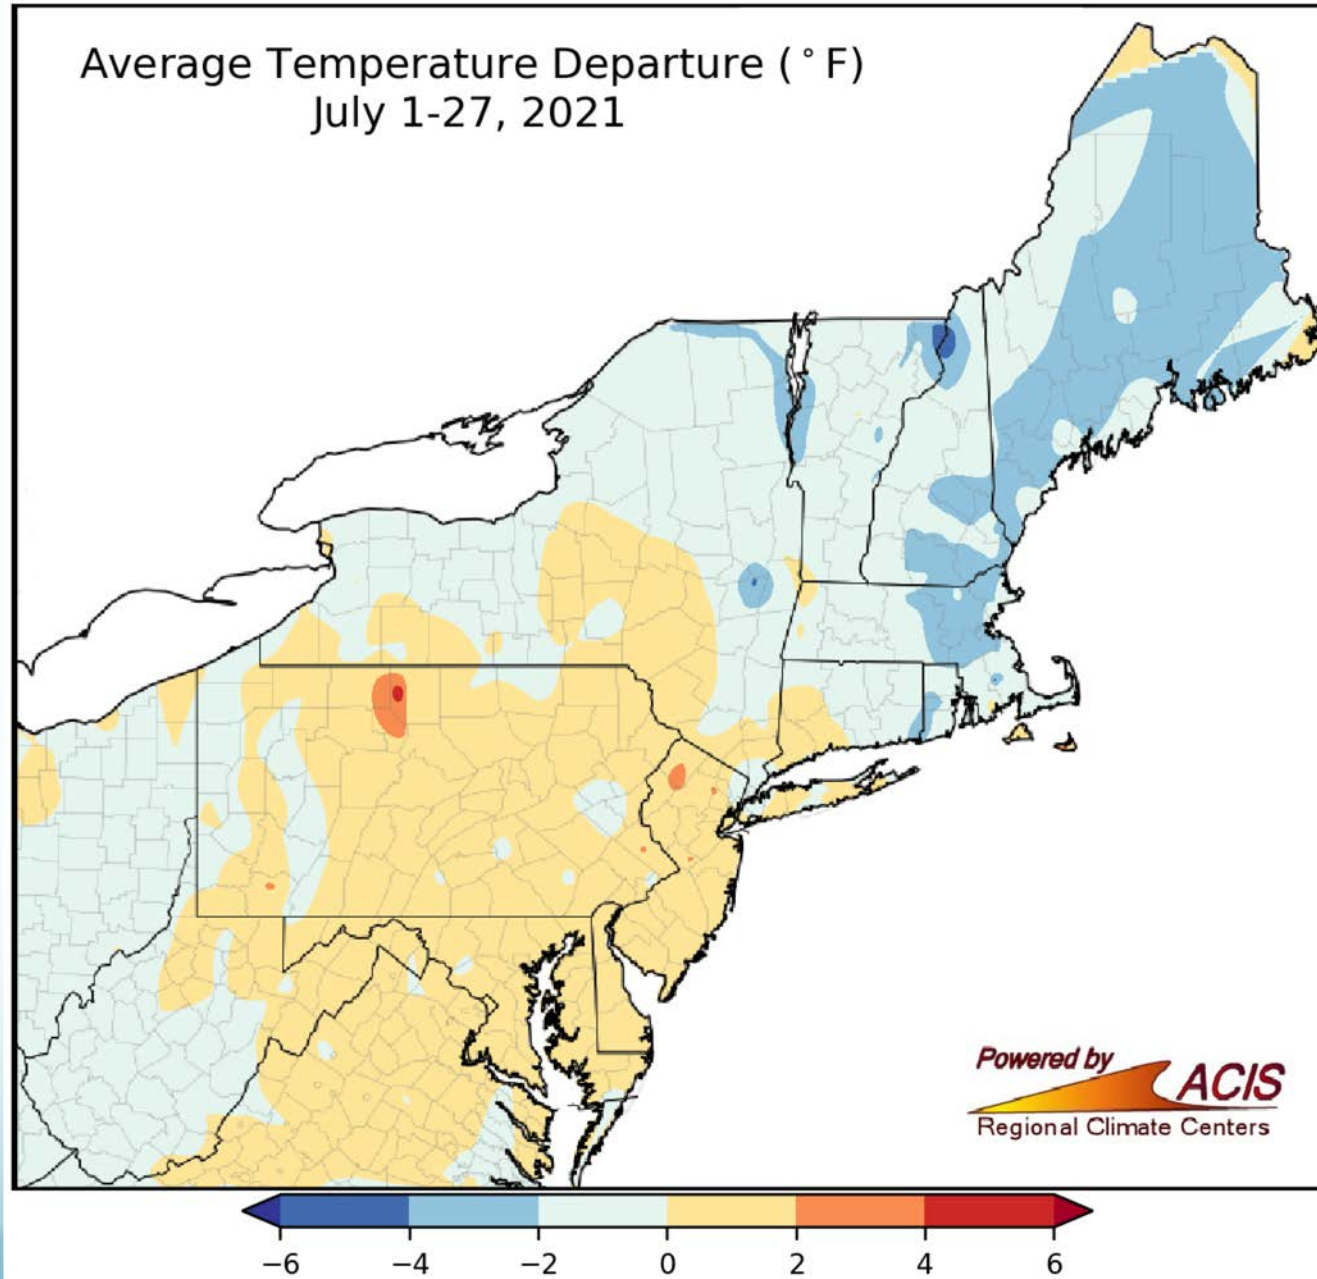 Average Temperature Departure (°F)
July 1-27, 2021
Powered by
ACIS
Regional Climate Centers
−6 −4 −2 0 2 4 6